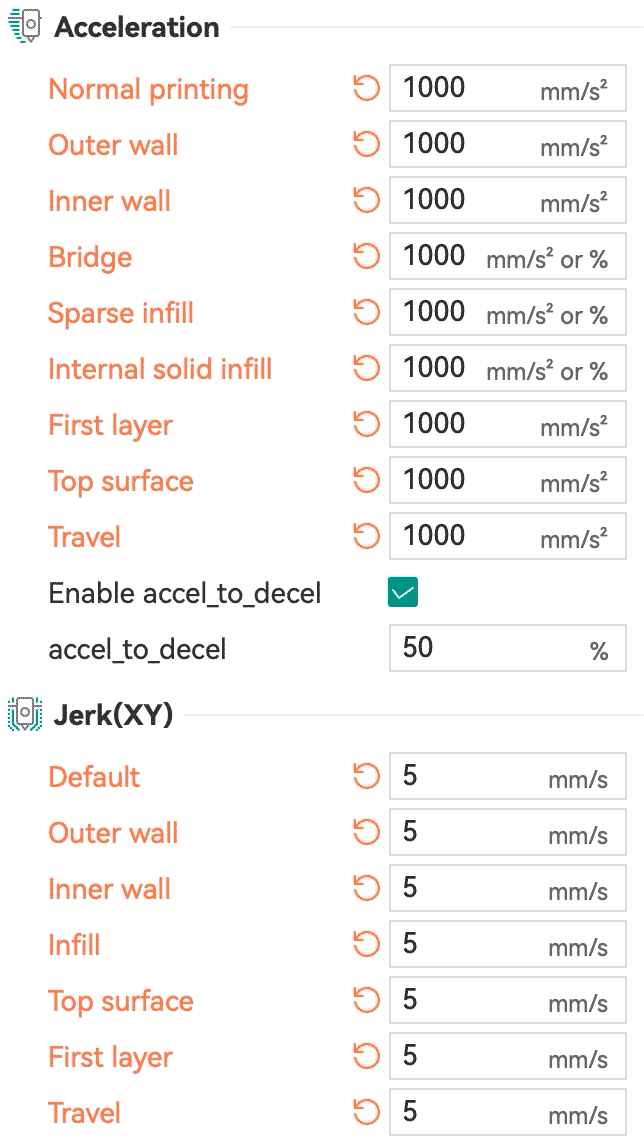 Acceleration
Normal printing 1000 mm/s²
Outer wall 1000 mm/s²
Inner wall 1000 mm/s²
Bridge 1000 mm/s² or %
Sparse infill 1000 mm/s² or %
Internal solid infill 1000 mm/s² or %
First layer 1000 mm/s²
Top surface 1000 mm/s²
Travel 1000 mm/s²
Enable accel_to_decel
accel_to_decel 50 %
Jerk(XY)
Default 5 mm/s
Outer wall 5 mm/s
Inner wall 5 mm/s
Infill 5 mm/s
Top surface 5 mm/s
First layer 5 mm/s
Travel 5 mm/s